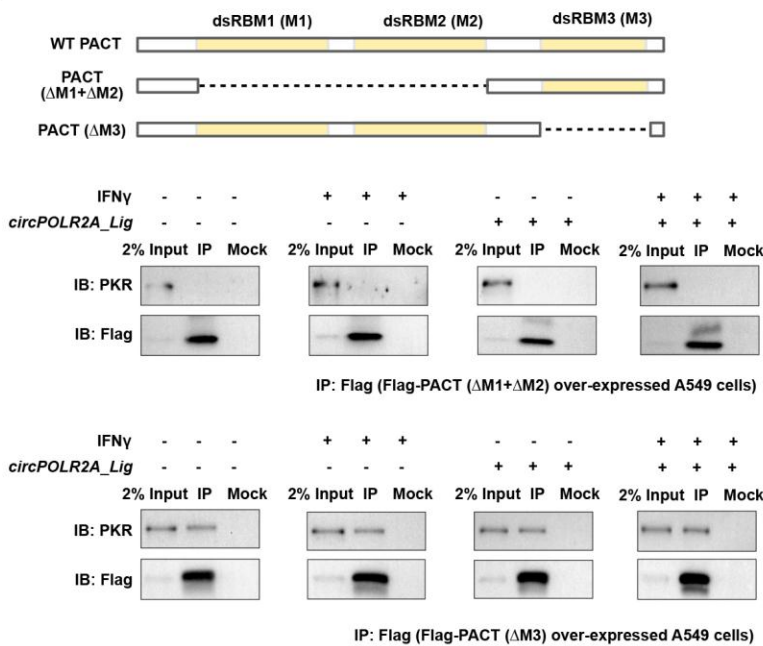 dsRBM1 (M1) dsRBM2 (M2) dsRBM3 (M3)
WT PACT
PACT
(ΔM1+ΔM2)
PACT (ΔM3)
IFNγ - - - + + + - - - + + +
circPOLR2A_Lig - - - - - - + + + + + +
2% Input IP Mock 2% Input IP Mock 2% Input IP Mock 2% Input IP Mock
IB: PKR
IB: Flag
IP: Flag (Flag-PACT (ΔM1+ΔM2) over-expressed A549 cells)
IFNγ - - - + + + - - - + + +
circPOLR2A_Lig - - - - - - + + + + + +
2% Input IP Mock 2% Input IP Mock 2% Input IP Mock 2% Input IP Mock
IB: PKR
IB: Flag
IP: Flag (Flag-PACT (ΔM3) over-expressed A549 cells)